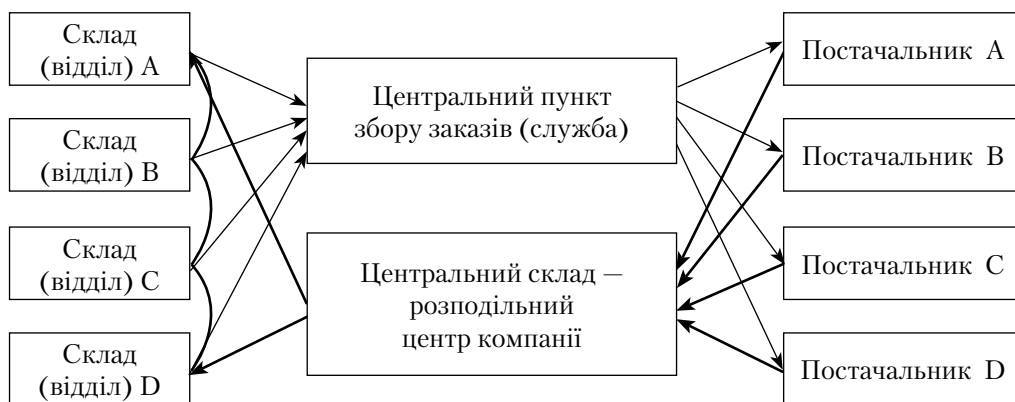 Склад
(відділ) А
Склад
(відділ) В
Склад
(відділ) С
Склад
(відділ) D
Центральний пункт
збору заказів (служба)
Центральний склад —
розподільний
центр компанії
Постачальник А
Постачальник В
Постачальник С
Постачальник D